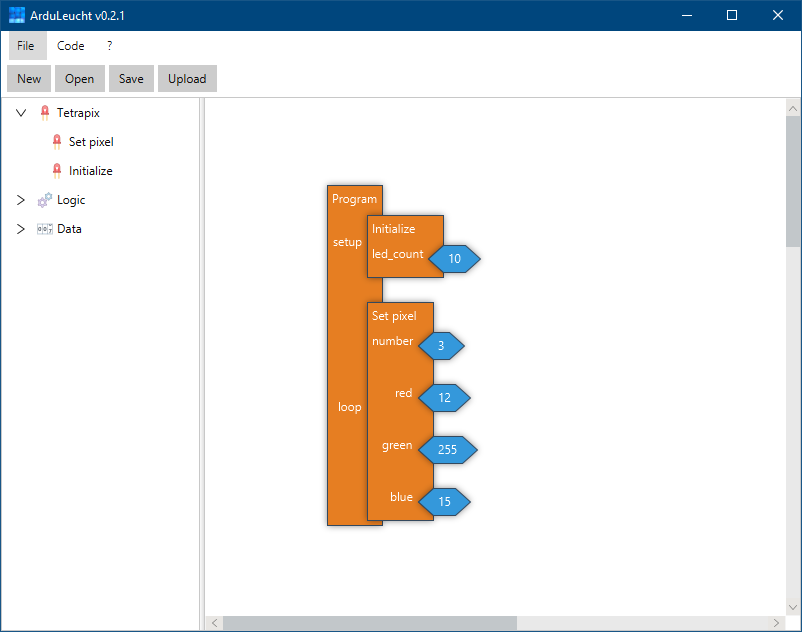 ArduLeucht v0.2.1
File Code ?
New Open Save Upload
Tetrapix
Set pixel
Initialize
Logic
Data
Program
setup
Initialize
led_count 10
loop
Set pixel
number 3
red 12
green 255
blue 15